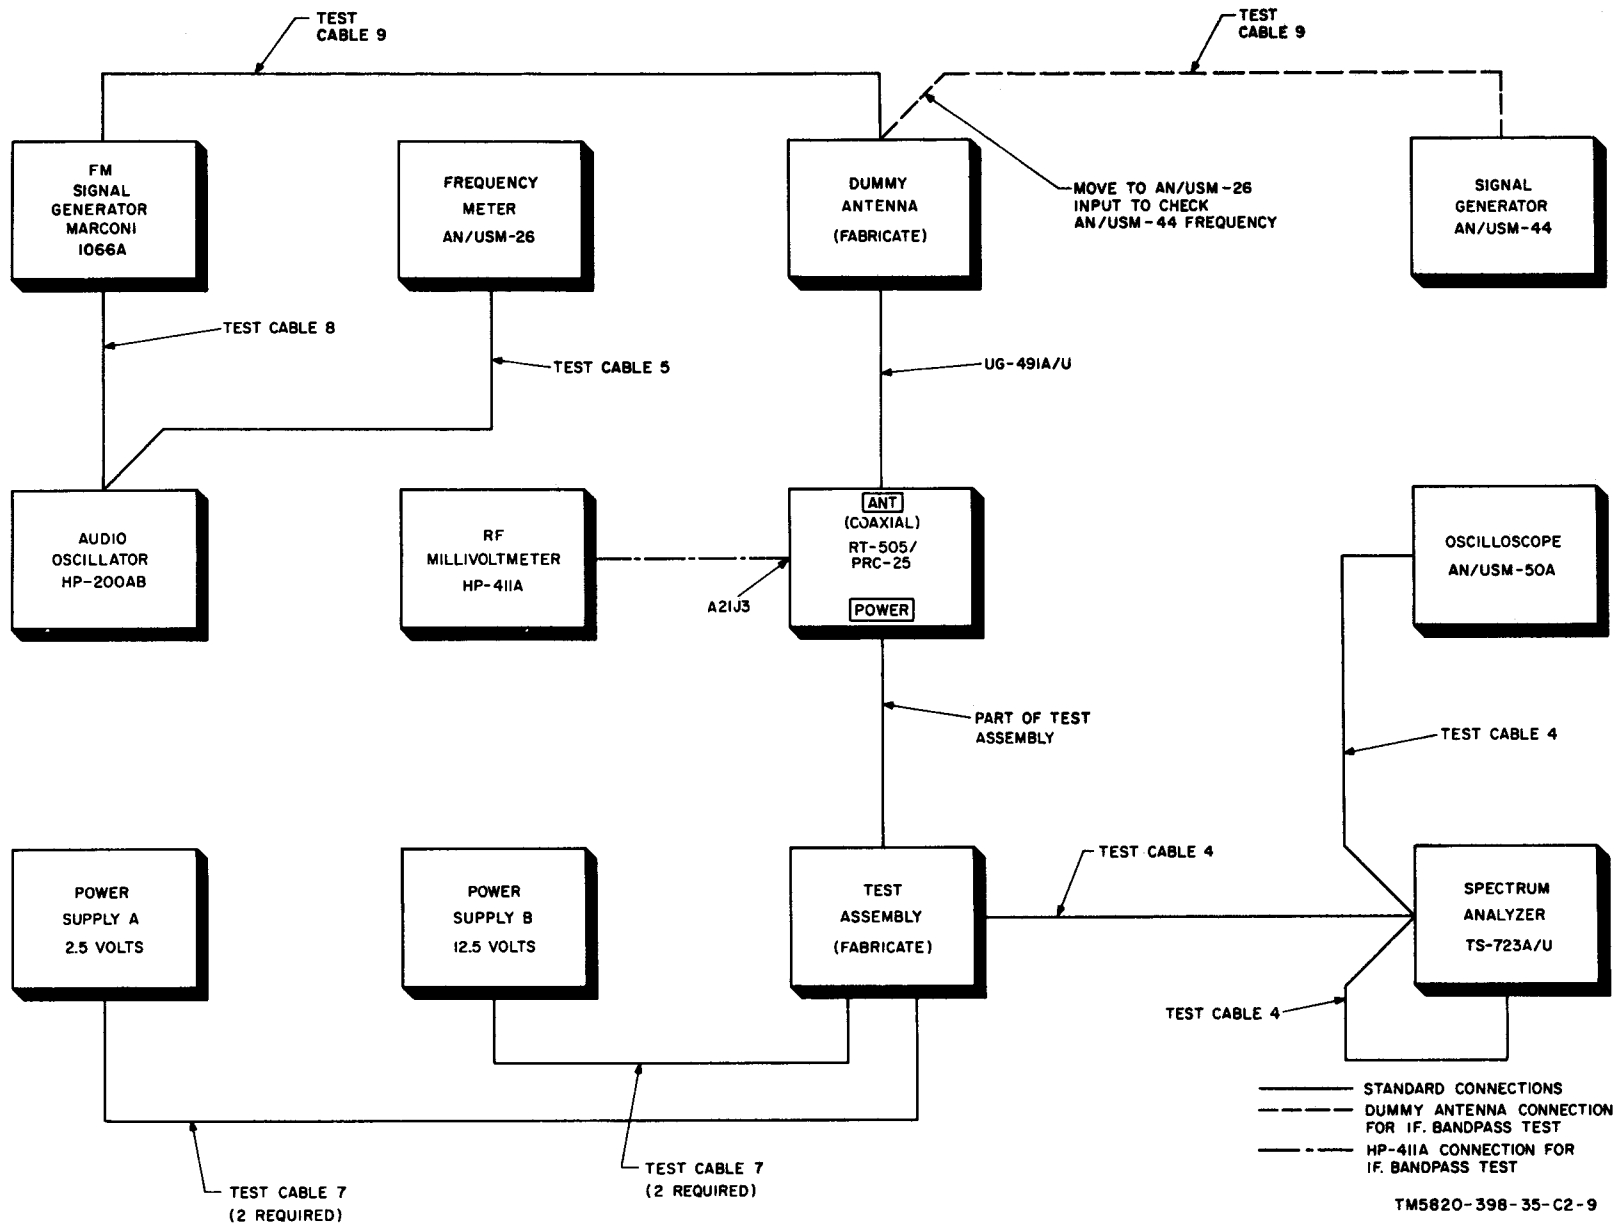 TEST
CABLE 9
TEST
CABLE 9
FM
SIGNAL
GENERATOR
MARCONI
1066A
FREQUENCY
METER
AN/USM-26
DUMMY
ANTENNA
(FABRICATE)
MOVE TO AN/USM-26
INPUT TO CHECK
AN/USM-44 FREQUENCY
SIGNAL
GENERATOR
AN/USM-44
TEST CABLE 8
TEST CABLE 5
UG-491A/U
AUDIO
OSCILLATOR
HP-200AB
RF
MILLIVOLTMETER
HP-411A
A21J3
ANT
(COAXIAL)
RT-505/
PRC-25
POWER
OSCILLOSCOPE
AN/USM-50A
PART OF TEST
ASSEMBLY
TEST CABLE 4
POWER
SUPPLY A
2.5 VOLTS
POWER
SUPPLY B
12.5 VOLTS
TEST
ASSEMBLY
(FABRICATE)
TEST CABLE 4
SPECTRUM
ANALYZER
TS-723A/U
TEST CABLE 4
TEST CABLE 7
(2 REQUIRED)
TEST CABLE 7
(2 REQUIRED)
STANDARD CONNECTIONS
DUMMY ANTENNA CONNECTION
FOR IF. BANDPASS TEST
HP-411A CONNECTION FOR
IF. BANDPASS TEST
TM5820-398-35-C2-9